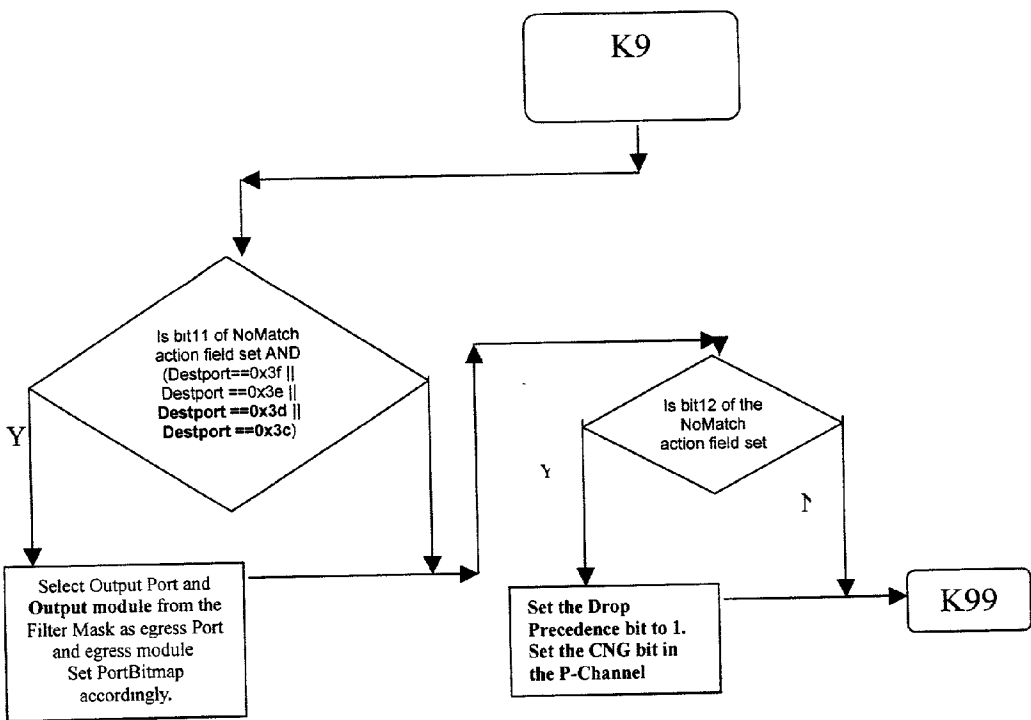 K9
Is bit11 of NoMatch
action field set AND
(Destport==0x3f ||
Destport ==0x3e ||
Destport ==0x3d ||
Destport ==0x3c)
Y
Select Output Port and
Output module from the
Filter Mask as egress Port
and egress module
Set PortBitmap
accordingly.
Is bit12 of the
NoMatch
action field set
Y
Set the Drop
Precedence bit to 1.
Set the CNG bit in
the P-Channel
K99